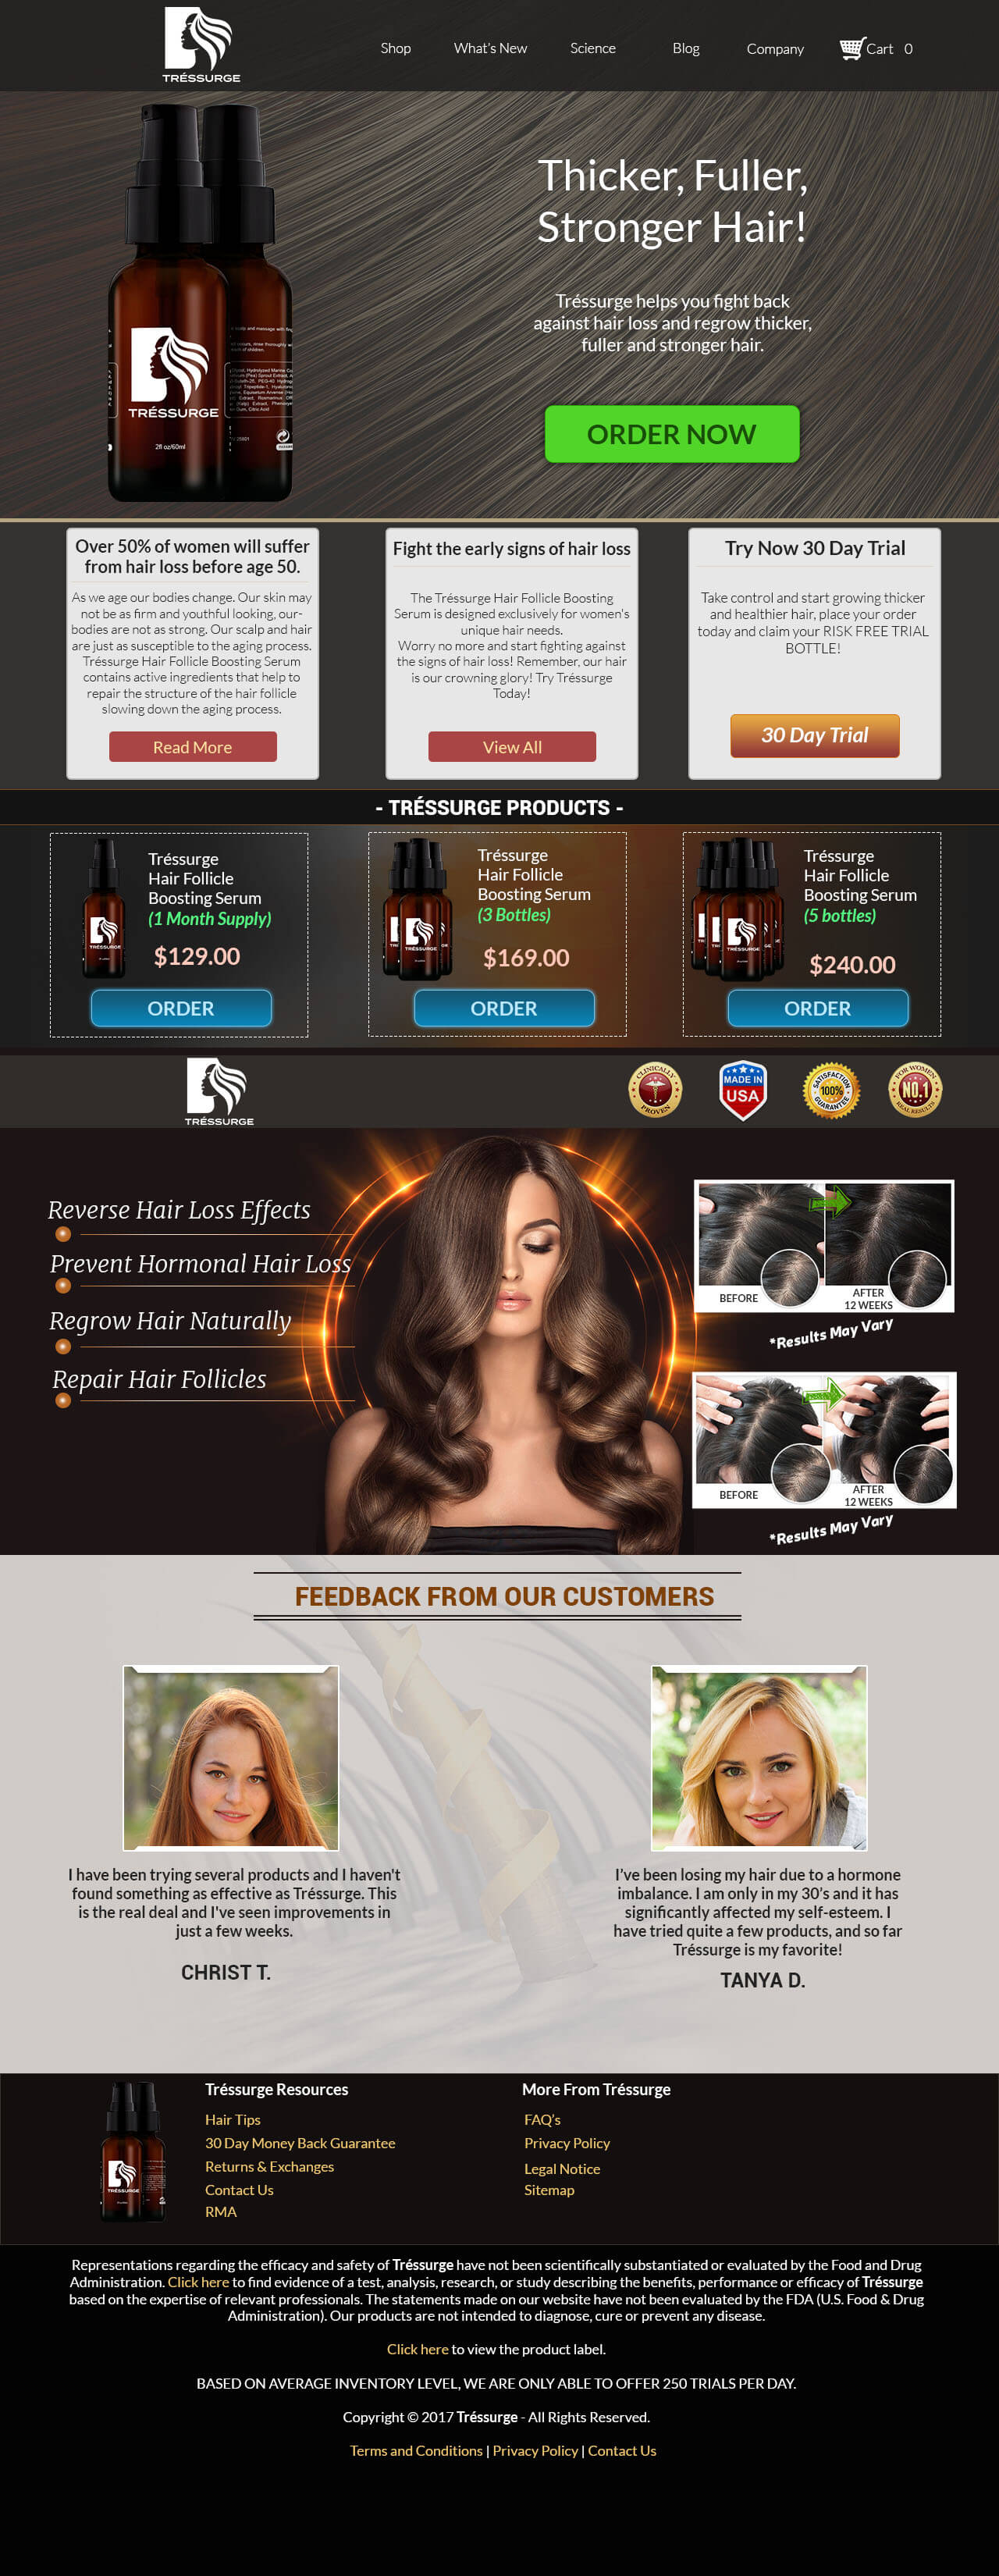 TRÉSSURGE
Shop
What's New
Science
Blog
Company
Cart 0
Thicker, Fuller,
Stronger Hair!
Tréssurge helps you fight back
against hair loss and regrow thicker,
fuller and stronger hair.
ORDER NOW
TRÉSSURGE
2fl oz/60ml
Over 50% of women will suffer
from hair loss before age 50.
As we age our bodies change. Our skin may
not be as firm and youthful looking, our-
bodies are not as strong. Our scalp and hair
are just as susceptible to the aging process.
Tréssurge Hair Follicle Boosting Serum
contains active ingredients that help to
repair the structure of the hair follicle
slowing down the aging process.
Read More
Fight the early signs of hair loss
The Tréssurge Hair Follicle Boosting
Serum is designed exclusively for women's
unique hair needs.
Worry no more and start fighting against
the signs of hair loss! Remember, our hair
is our crowning glory! Try Tréssurge
Today!
View All
Try Now 30 Day Trial
Take control and start growing thicker
and healthier hair, place your order
today and claim your RISK FREE TRIAL
BOTTLE!
30 Day Trial
- TRÉSSURGE PRODUCTS -
TRÉSSURGE
Tréssurge
Hair Follicle
Boosting Serum
(1 Month Supply)
$129.00
ORDER
TRÉSSURGE
Tréssurge
Hair Follicle
Boosting Serum
(3 Bottles)
$169.00
ORDER
TRÉSSURGE
Tréssurge
Hair Follicle
Boosting Serum
(5 bottles)
$240.00
ORDER
TRÉSSURGE
CLINICALLY
PROVEN
MADE IN
USA
SATISFACTION
100%
GUARANTEE
FOR WOMEN
NO.1
REAL RESULTS
Reverse Hair Loss Effects
Prevent Hormonal Hair Loss
Regrow Hair Naturally
Repair Hair Follicles
BEFORE
AFTER
12 WEEKS
*Results May Vary
BEFORE
AFTER
12 WEEKS
*Results May Vary
FEEDBACK FROM OUR CUSTOMERS
I have been trying several products and I haven't
found something as effective as Tréssurge. This
is the real deal and I've seen improvements in
just a few weeks.
CHRIST T.
I've been losing my hair due to a hormone
imbalance. I am only in my 30's and it has
significantly affected my self-esteem. I
have tried quite a few products, and so far
Tréssurge is my favorite!
TANYA D.
TRÉSSURGE
Tréssurge Resources
Hair Tips
30 Day Money Back Guarantee
Returns & Exchanges
Contact Us
RMA
More From Tréssurge
FAQ's
Privacy Policy
Legal Notice
Sitemap
Representations regarding the efficacy and safety of Tréssurge have not been scientifically substantiated or evaluated by the Food and Drug
Administration. Click here to find evidence of a test, analysis, research, or study describing the benefits, performance or efficacy of Tréssurge
based on the expertise of relevant professionals. The statements made on our website have not been evaluated by the FDA (U.S. Food & Drug
Administration). Our products are not intended to diagnose, cure or prevent any disease.
Click here to view the product label.
BASED ON AVERAGE INVENTORY LEVEL, WE ARE ONLY ABLE TO OFFER 250 TRIALS PER DAY.
Copyright © 2017 Tréssurge - All Rights Reserved.
Terms and Conditions | Privacy Policy | Contact Us